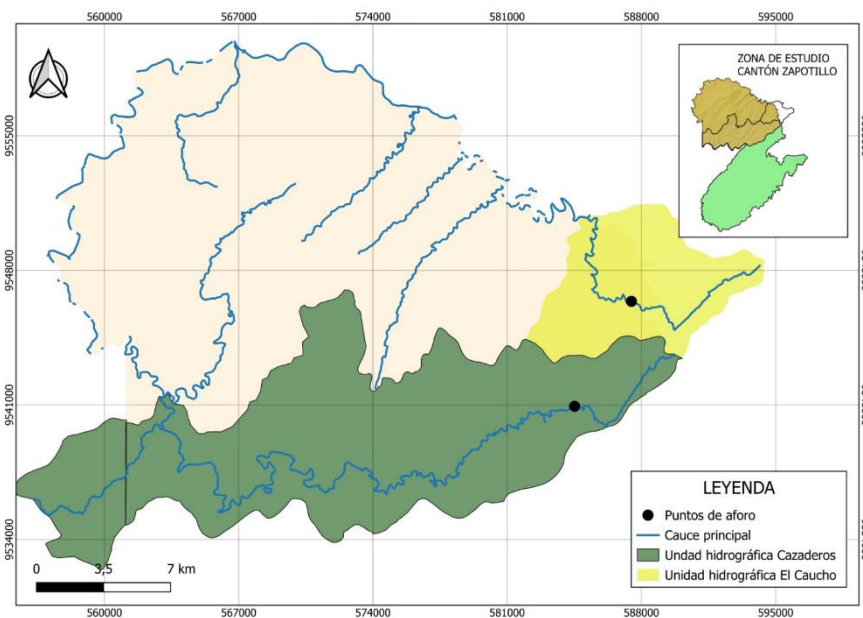 560000 567000 574000 581000 588000 595000
ZONA DE ESTUDIO
CANTÓN ZAPOTILLO
9555000
9548000
9541000
9534000
LEYENDA
Puntos de aforo
Cauce principal
Undad hidrográfica Cazaderos
Unidad hidrográfica El Caucho
0 3,5 7 km
560000 567000 574000 581000 588000 595000